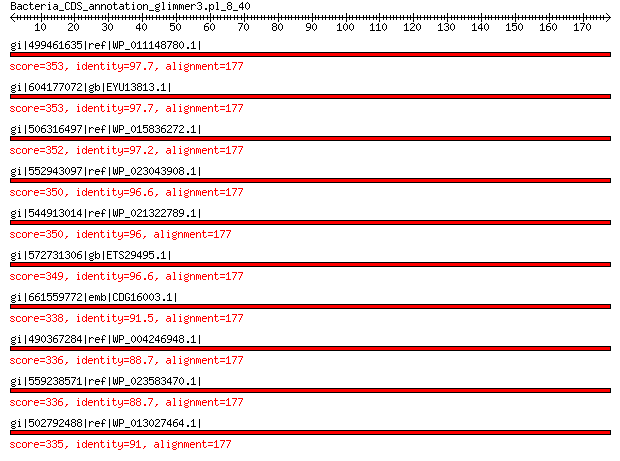 Bacteria_CDS_annotation_glimmer3.pl_8_40
10 20 30 40 50 60 70 80 90 100 110 120 130 140 150 160 170
gi|499461635|ref|WP_011148780.1|
score=353, identity=97.7, alignment=177
gi|604177072|gb|EYU13813.1|
score=353, identity=97.7, alignment=177
gi|506316497|ref|WP_015836272.1|
score=352, identity=97.2, alignment=177
gi|552943097|ref|WP_023043908.1|
score=350, identity=96.6, alignment=177
gi|544913014|ref|WP_021322789.1|
score=350, identity=96, alignment=177
gi|572731306|gb|ETS29495.1|
score=349, identity=96.6, alignment=177
gi|661559772|emb|CDG16003.1|
score=338, identity=91.5, alignment=177
gi|490367284|ref|WP_004246948.1|
score=336, identity=88.7, alignment=177
gi|559238571|ref|WP_023583470.1|
score=336, identity=88.7, alignment=177
gi|502792488|ref|WP_013027464.1|
score=335, identity=91, alignment=177